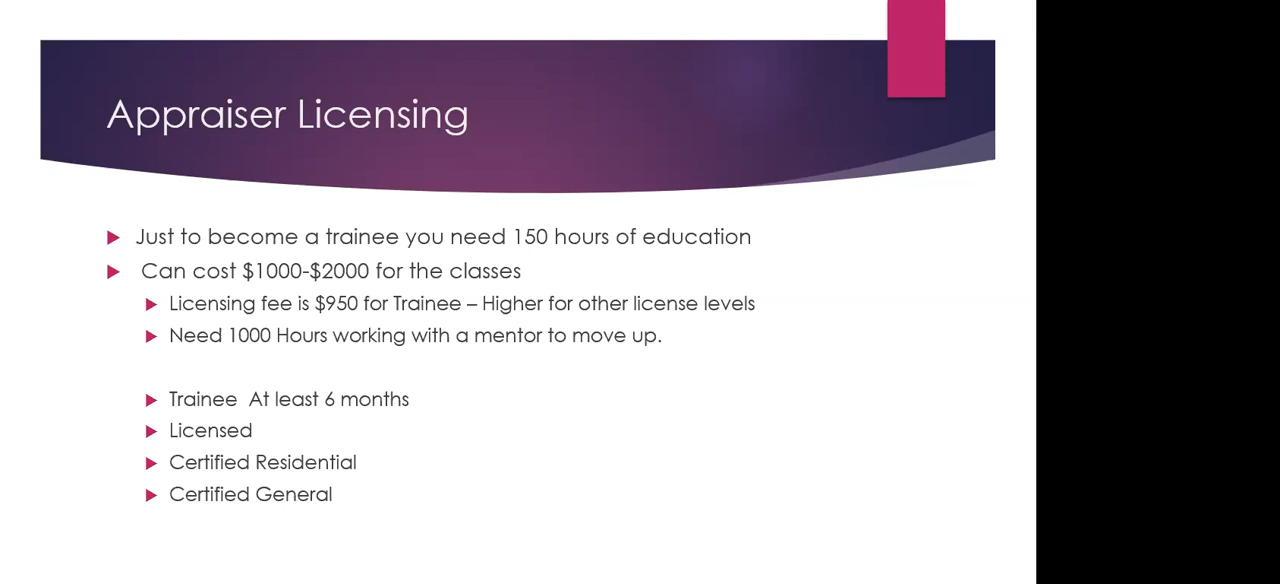 Appraiser Licensing
Just to become a trainee you need 150 hours of education
Can cost $1000-$2000 for the classes
Licensing fee is $950 for Trainee – Higher for other license levels
Need 1000 Hours working with a mentor to move up.
Trainee  At least 6 months
Licensed
Certified Residential
Certified General